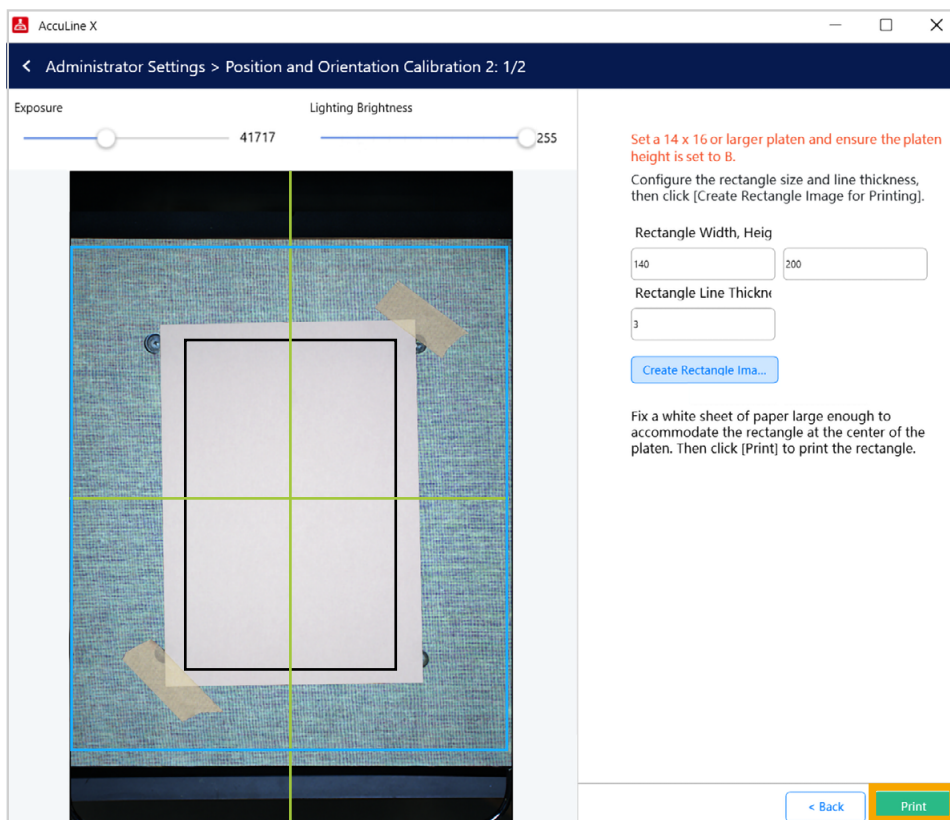 AccuLine X
Administrator Settings > Position and Orientation Calibration 2: 1/2
Exposure
41717
Lighting Brightness
255
Set a 14 x 16 or larger platen and ensure the platen
height is set to B.
Configure the rectangle size and line thickness,
then click [Create Rectangle Image for Printing].
Rectangle Width, Heig
140
200
Rectangle Line Thickne
3
Create Rectangle Ima...
Fix a white sheet of paper large enough to
accommodate the rectangle at the center of the
platen. Then click [Print] to print the rectangle.
< Back
Print